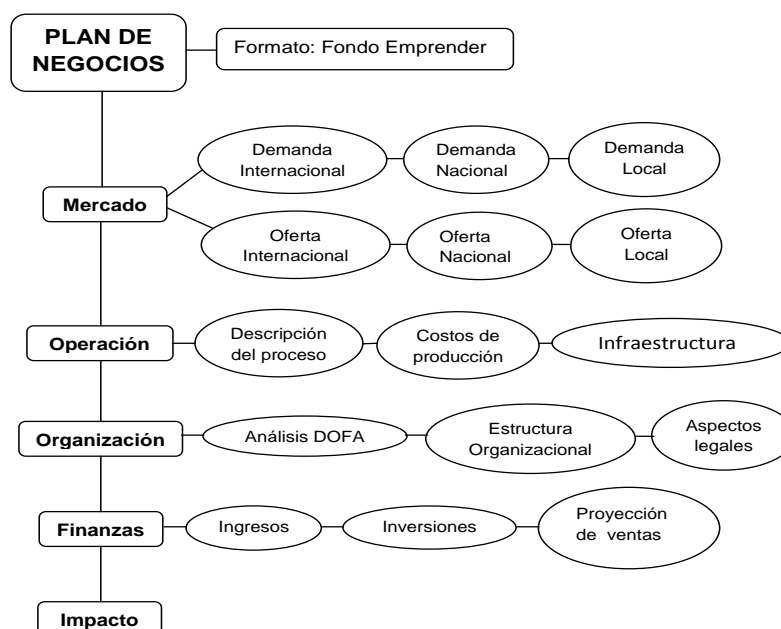 PLAN DE
NEGOCIOS
Formato: Fondo Emprender
Demanda
Internacional
Demanda
Nacional
Demanda
Local
Mercado
Oferta
Internacional
Oferta
Nacional
Oferta
Local
Operación
Descripción
del proceso
Costos de
producción
Infraestructura
Organización
Análisis DOFA
Estructura
Organizacional
Aspectos
legales
Finanzas
Ingresos
Inversiones
Proyección
de ventas
Impacto